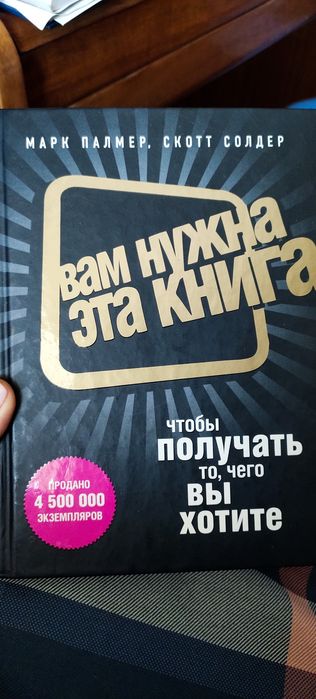 МАРК ПАЛМЕР, СКОТТ СОЛДЕР
ВАМ НУЖНА
ЭТА КНИГА
чтобы
получать
то, чего
вы
хотите
ПРОДАНО
4 500 000
ЭКЗЕМПЛЯРОВ